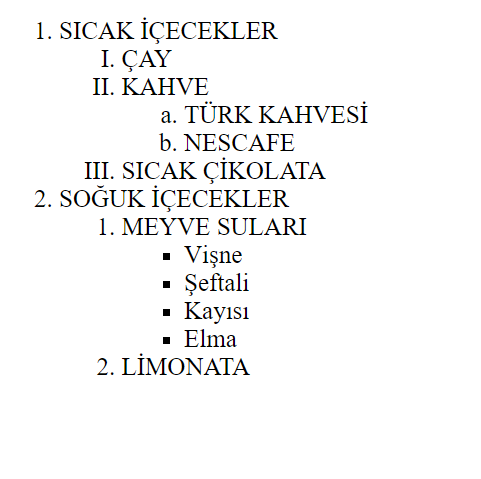 1. SICAK İÇECEKLER
I. ÇAY
II. KAHVE
a. TÜRK KAHVESİ
b. NESCAFE
III. SICAK ÇİKOLATA
2. SOĞUK İÇECEKLER
1. MEYVE SULARI
▪ Vişne
▪ Şeftali
▪ Kayısı
▪ Elma
2. LİMONATA